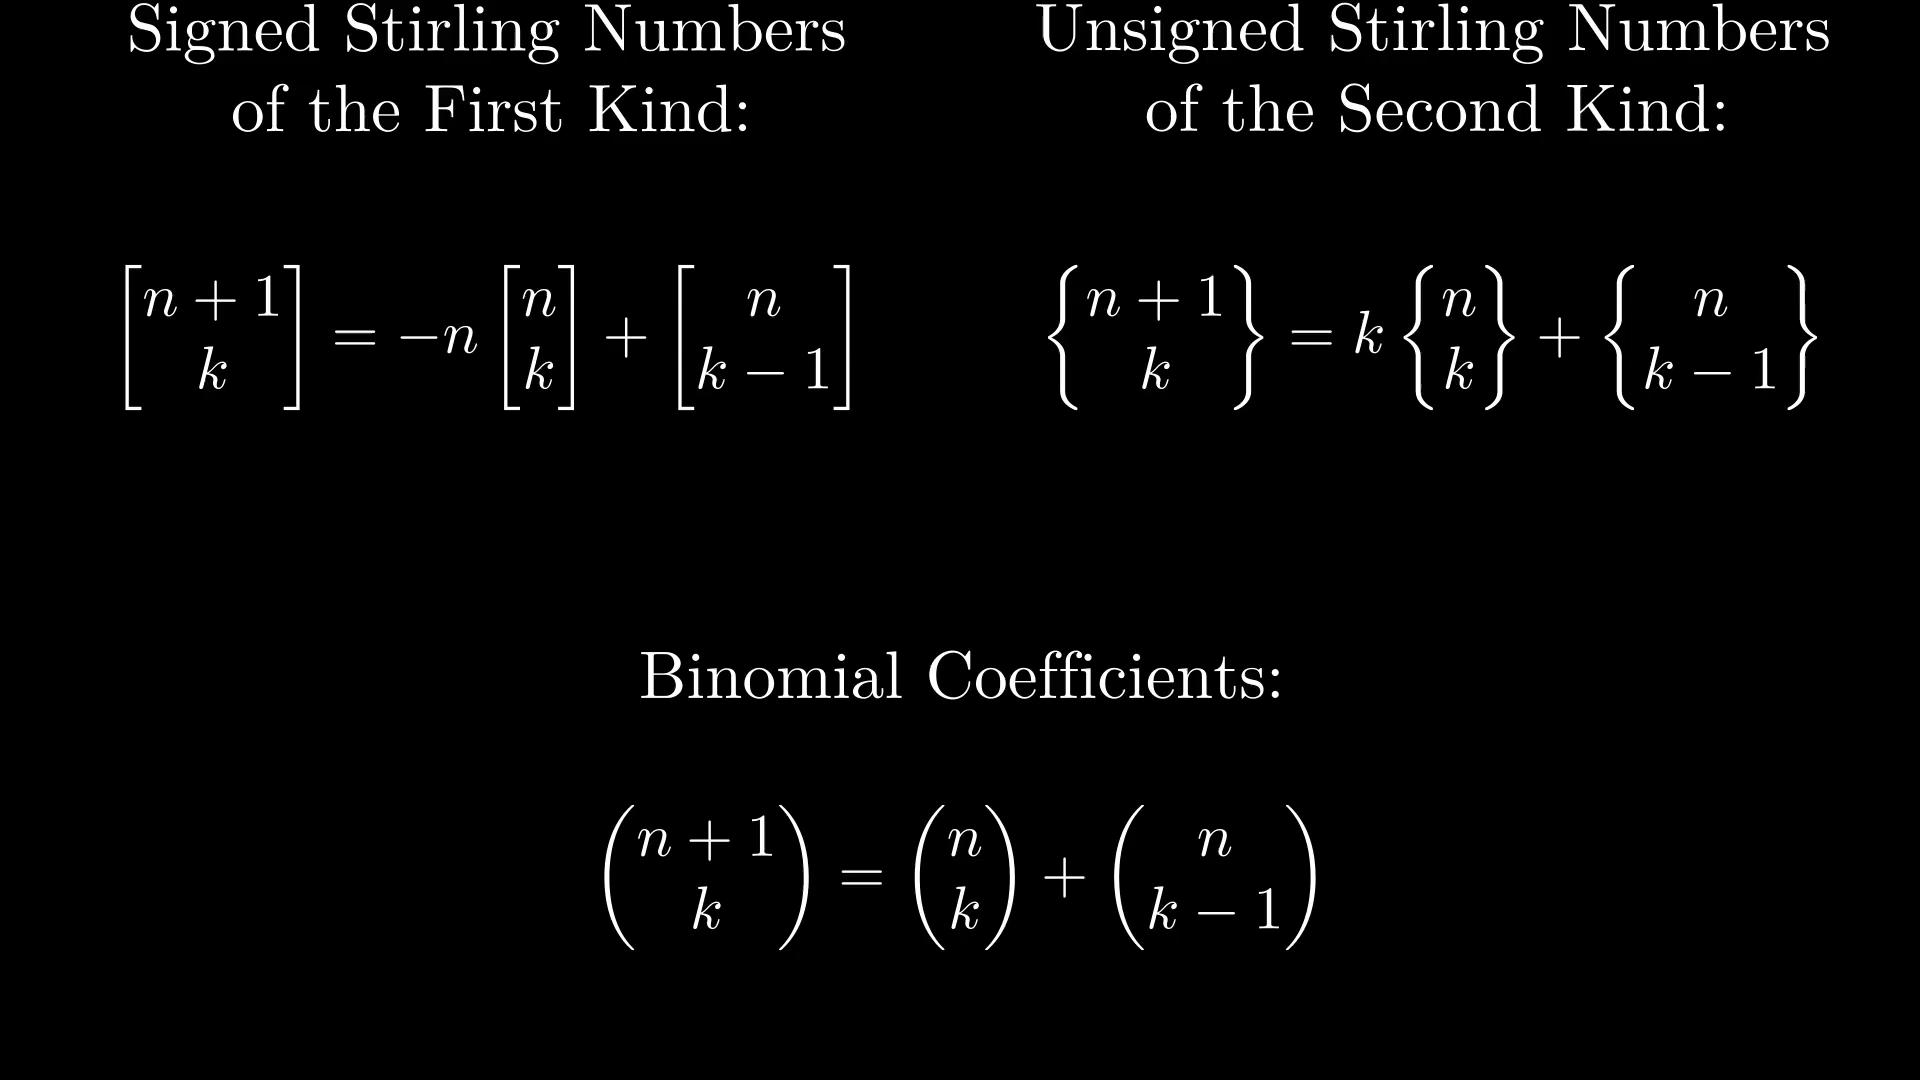 Signed Stirling Numbers
of the First Kind:
Unsigned Stirling Numbers
of the Second Kind:
[n + 1
k] = −n [n
k] + [n
k − 1]
{n + 1
k} = k {n
k} + {n
k − 1}
Binomial Coefficients:
(n + 1
k) = (n
k) + (n
k − 1)